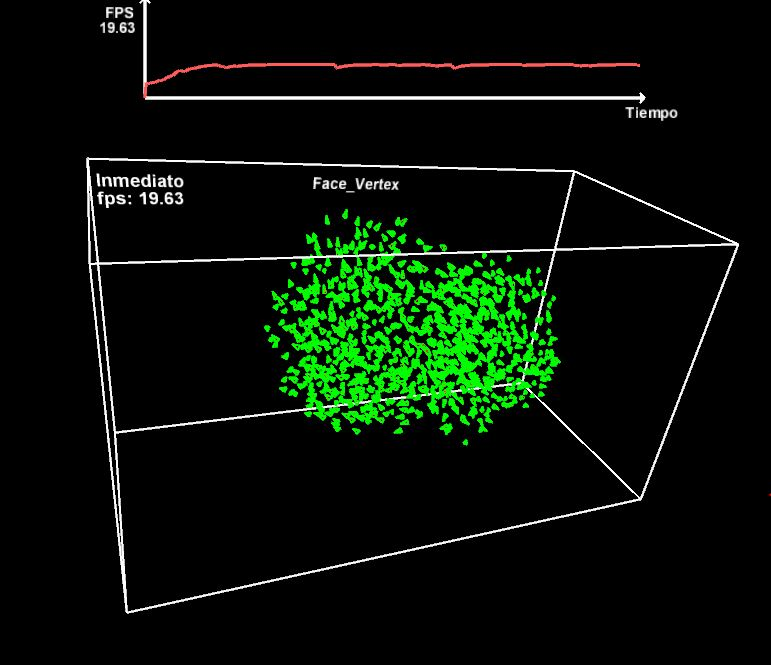 FPS
19.63
Tiempo
Inmediato
fps: 19.63
Face_Vertex